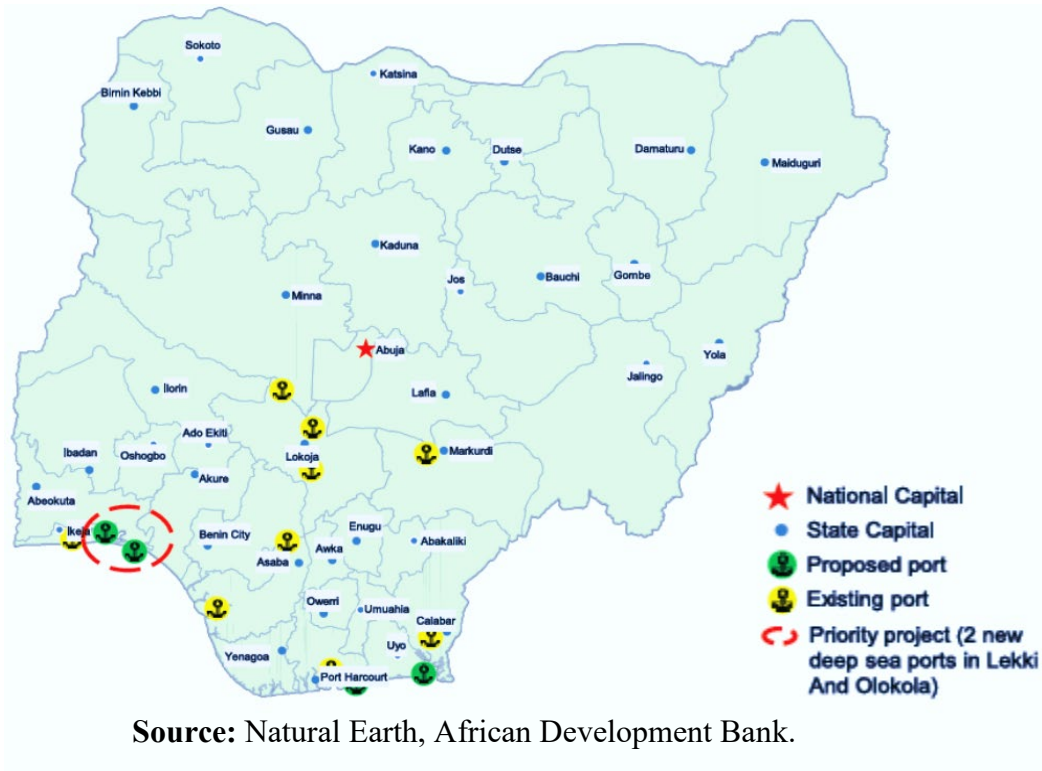 Sokoto
Katsina
Birnin Kebbi
Gusau
Kano
Dutse
Damaturu
Maiduguri
Kaduna
Jos
Bauchi
Gombe
Minna
Abuja
Yola
Jalingo
Ilorin
Lafia
Ado Ekiti
Ibadan
Oshogbo
Lokoja
Markurdi
Akure
Abeokuta
Ikeja
Benin City
Enugu
Awka
Abakaliki
Asaba
Owerri
Umuahia
Calabar
Uyo
Yenagoa
Port Harcourt
National Capital
State Capital
Proposed port
Existing port
Priority project (2 new
deep sea ports in Lekki
And Olokola)
Source: Natural Earth, African Development Bank.